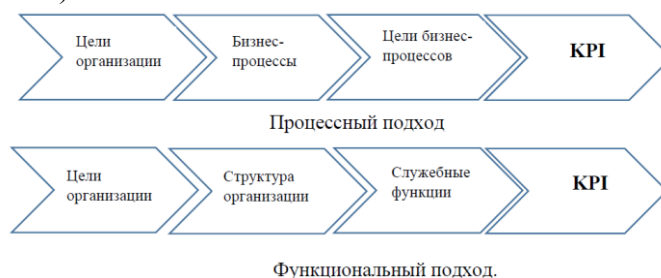 )
Цели
организации
Бизнес-
процессы
Цели бизнес-
процессов
KPI
Процессный подход
Цели
организации
Структура
организации
Служебные
функции
KPI
Функциональный подход.